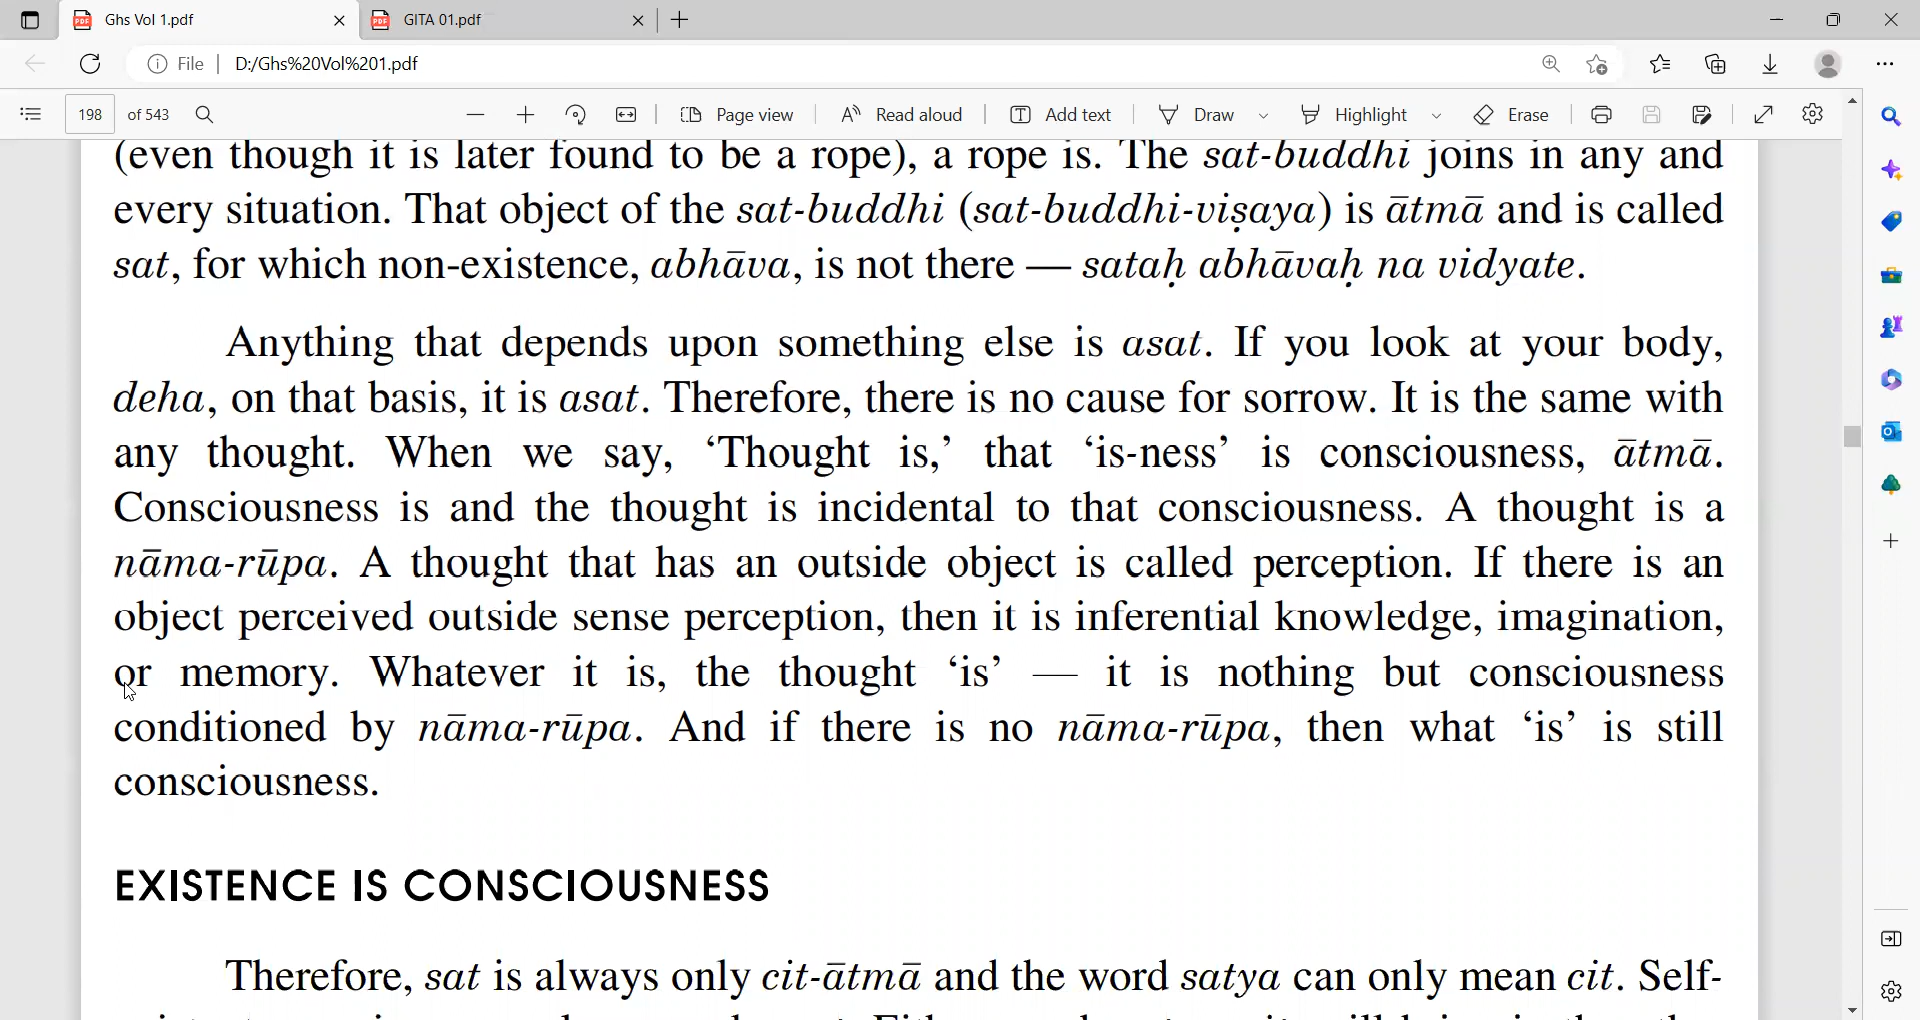 Ghs Vol 1.pdf
GITA 01.pdf
File
D:/Ghs%20Vol%201.pdf
198 of 543
Page view
Read aloud
Add text
Draw
Highlight
Erase
(even though it is later found to be a rope), a rope is. The sat-buddhi joins in any and
every situation. That object of the sat-buddhi (sat-buddhi-viṣaya) is ātmā and is called
sat, for which non-existence, abhāva, is not there — sataḥ abhāvaḥ na vidyate.
Anything that depends upon something else is asat. If you look at your body,
deha, on that basis, it is asat. Therefore, there is no cause for sorrow. It is the same with
any thought. When we say, ‘Thought is,’ that ‘is-ness’ is consciousness, ātmā.
Consciousness is and the thought is incidental to that consciousness. A thought is a
nāma-rūpa. A thought that has an outside object is called perception. If there is an
object perceived outside sense perception, then it is inferential knowledge, imagination,
or memory. Whatever it is, the thought ‘is’ — it is nothing but consciousness
conditioned by nāma-rūpa. And if there is no nāma-rūpa, then what ‘is’ is still
consciousness.
EXISTENCE IS CONSCIOUSNESS
Therefore, sat is always only cit-ātmā and the word satya can only mean cit. Self-